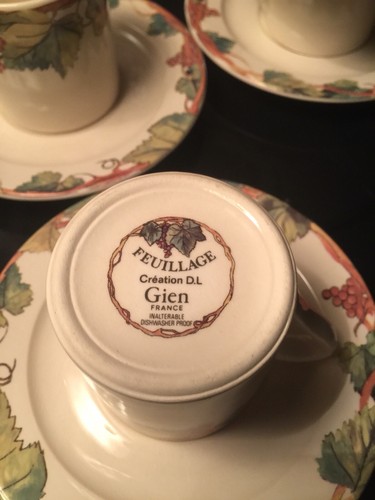 FEUILLAGE
Création D.L
Gien
FRANCE
INALTERABLE
DISHWASHER PROOF